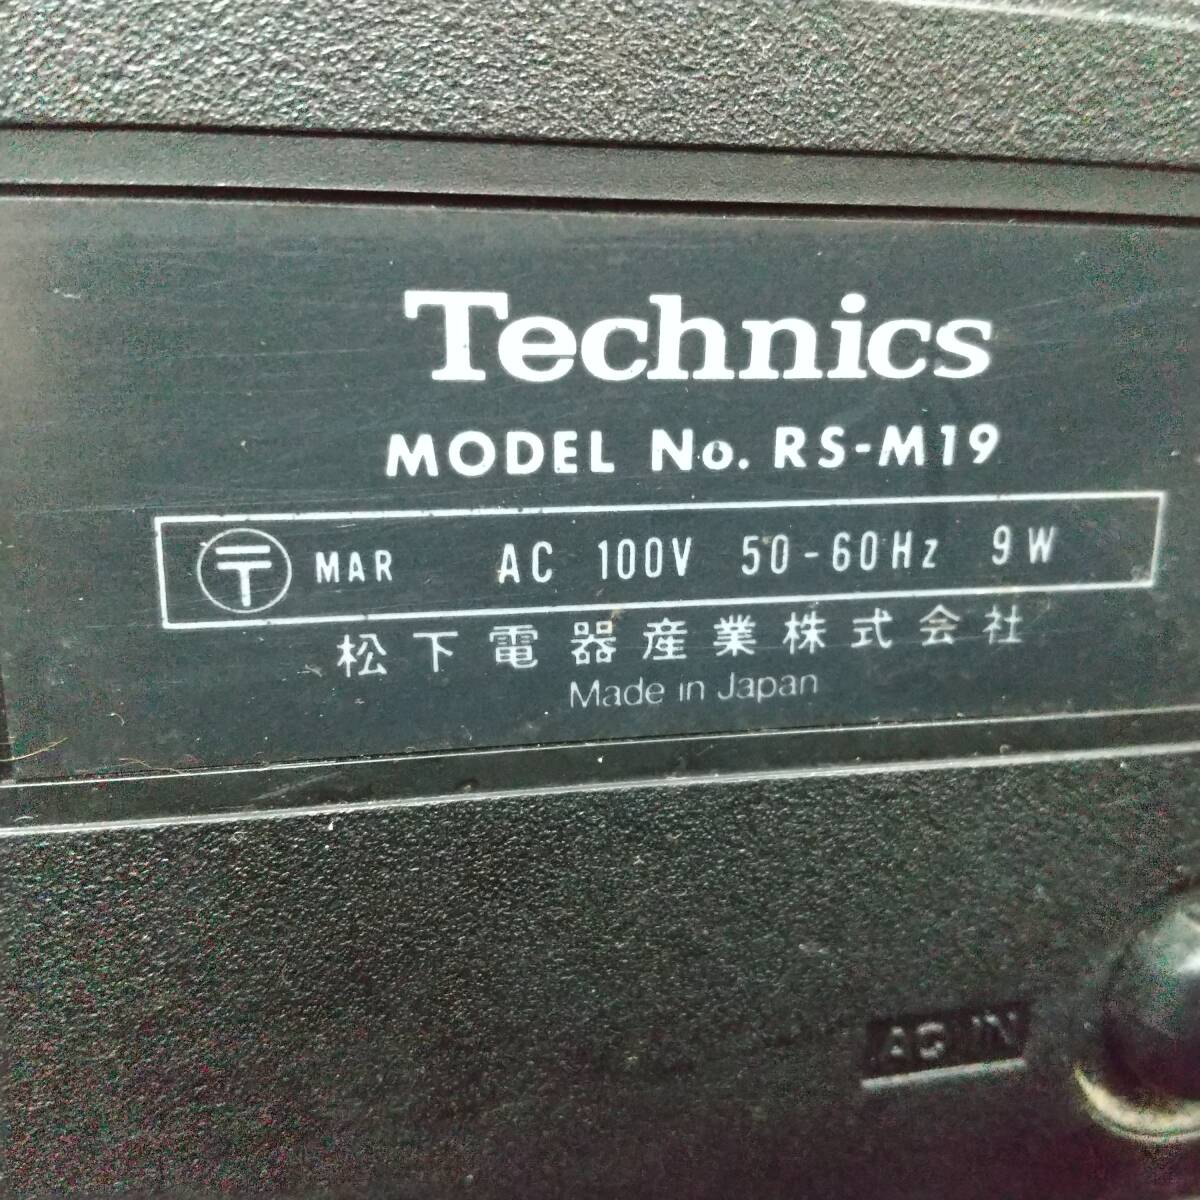 Technics
MODEL No. RS-M19
〒 MAR AC 100V 50-60Hz 9W
松下電器産業株式会社
Made in Japan
AC IN